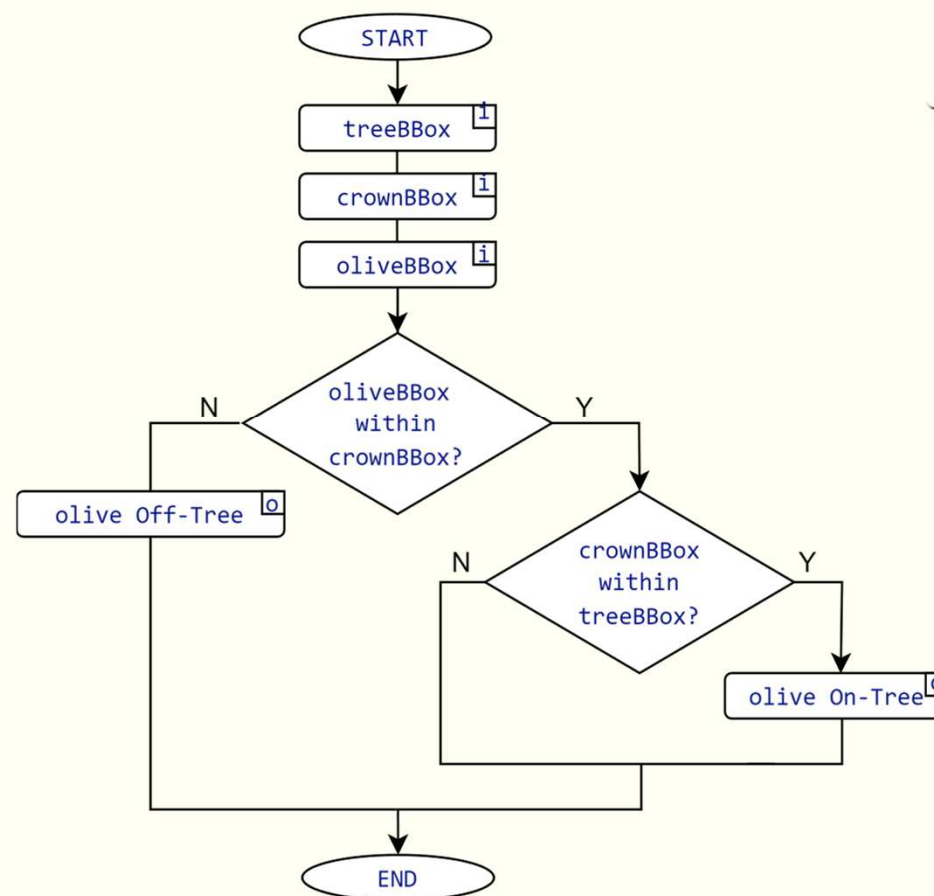 START
i
treeBBox
i
crownBBox
i
oliveBBox
oliveBBox
within
crownBBox?
N
Y
olive Off-Tree
o
crownBBox
within
treeBBox?
N
Y
olive On-Tree
END